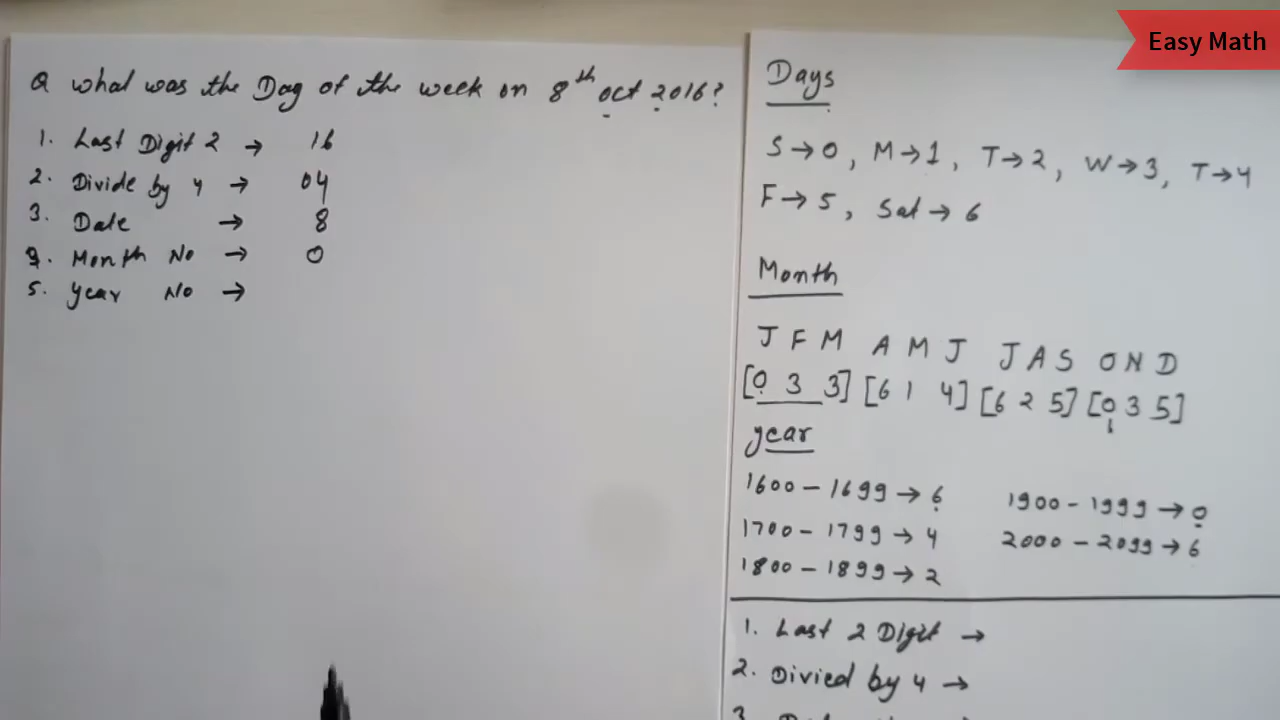 Easy Math
Q What was the Day of the week on 8th oct 2016?
1. Last Digit 2 → 16
2. Divide by 4 → 04
3. Date → 8
4. Month No → 0
5. Year No →
Days
S→0, M→1, T→2, W→3, T→4
F→5, Sat→6
Month
J F M A M J J A S O N D
[0 3 3] [6 1 4] [6 2 5] [0 3 5]
year
1600 - 1699 → 6 1900 - 1999 → 0
1700 - 1799 → 4 2000 - 2099 → 6
1800 - 1899 → 2
1. Last 2 Digit →
2. Divied by 4 →
3.